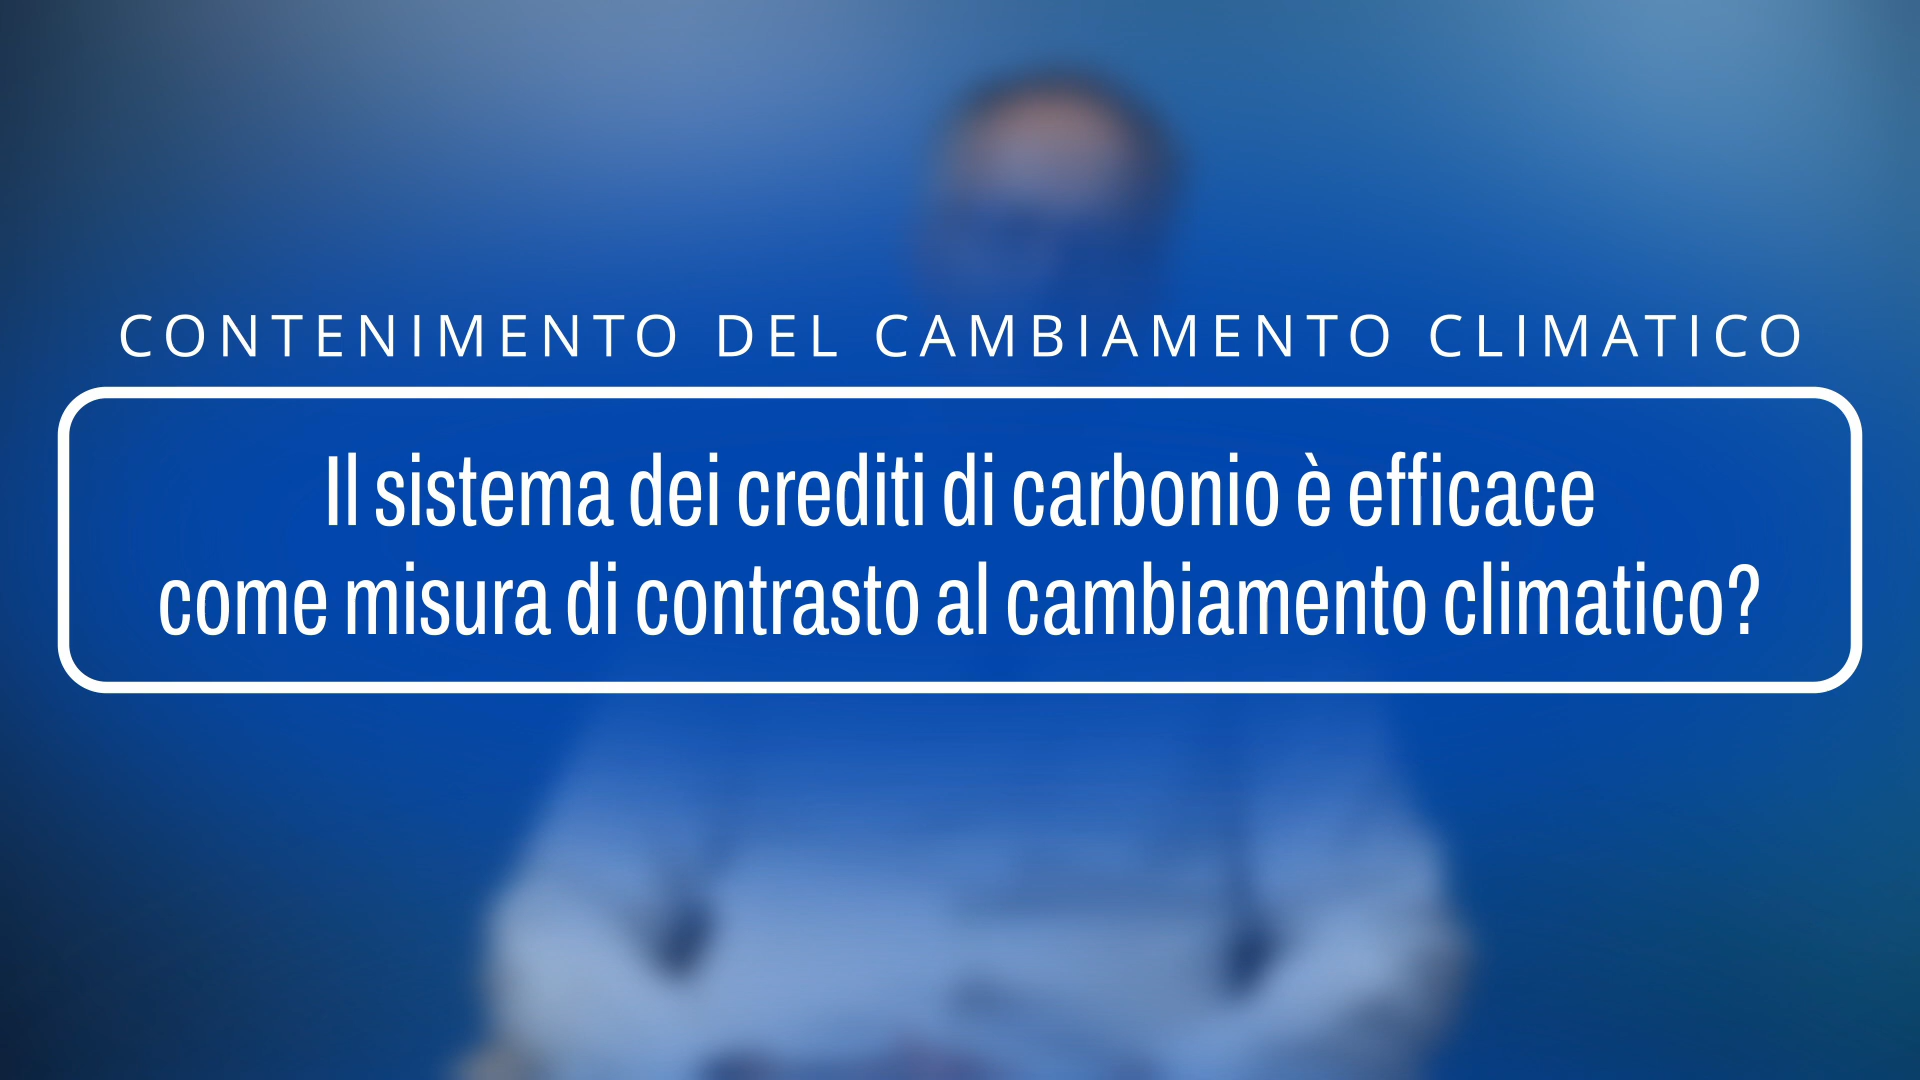 CONTENIMENTO DEL CAMBIAMENTO CLIMATICO
Il sistema dei crediti di carbonio è efficace
come misura di contrasto al cambiamento climatico?